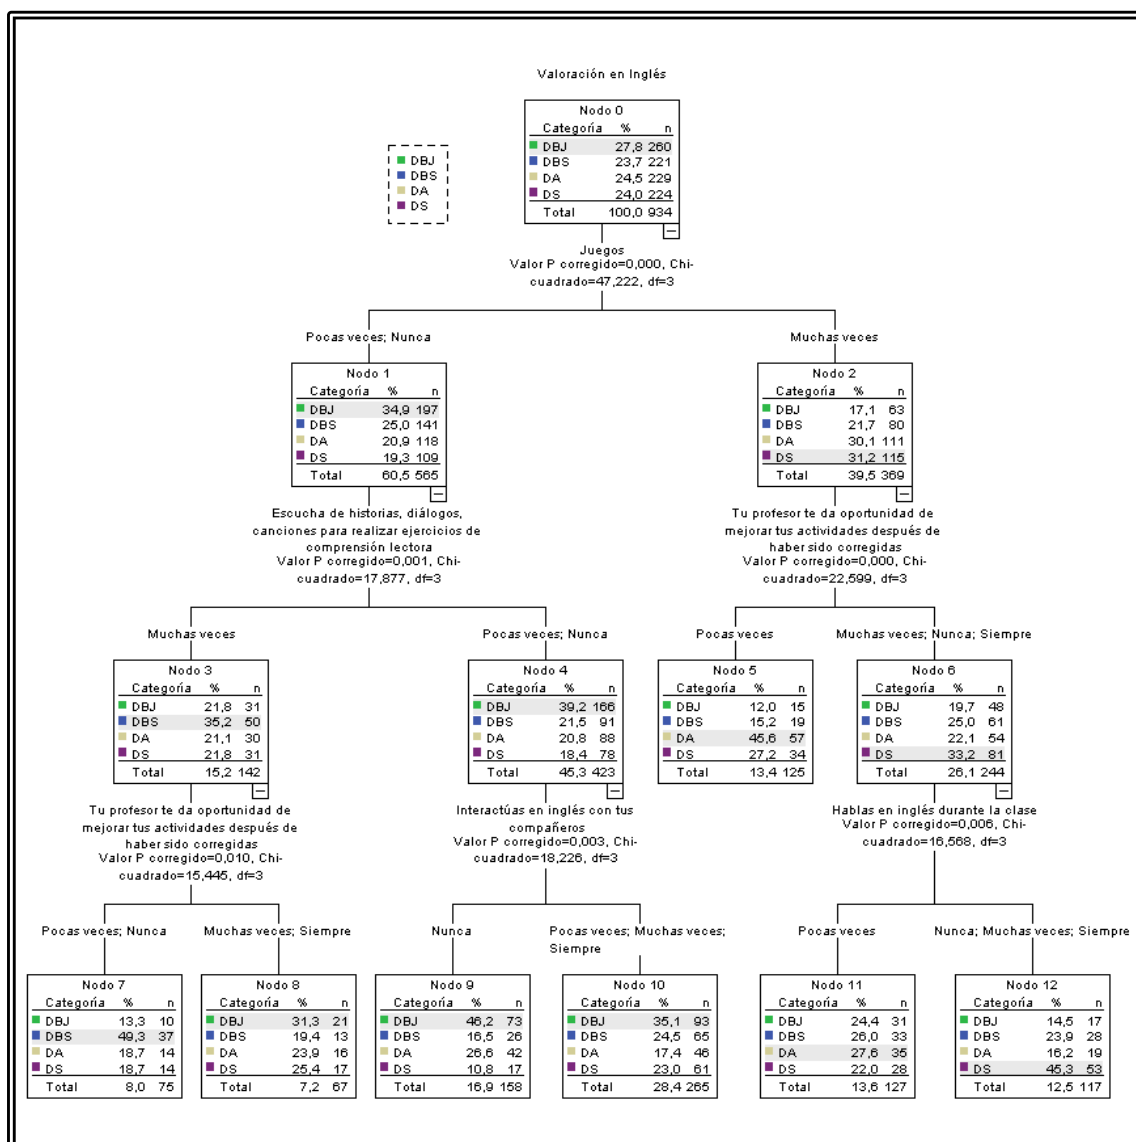 Valoración en Inglés
Nodo 0
Categoría % n
DBJ 27,8 260
DBS 23,7 221
DA 24,5 229
DS 24,0 224
Total 100,0 934
DBJ
DBS
DA
DS
Juegos
Valor P corregido=0,000, Chi-
cuadrado=47,222, df=3
Pocas veces; Nunca
Nodo 1
Categoría % n
DBJ 34,9 197
DBS 25,0 141
DA 20,9 118
DS 19,3 109
Total 60,5 565
Muchas veces
Nodo 2
Categoría % n
DBJ 17,1 63
DBS 21,7 80
DA 30,1 111
DS 31,2 115
Total 39,5 369
Escucha de historias, diálogos,
canciones para realizar ejercicios de
comprensión lectora
Valor P corregido=0,001, Chi-
cuadrado=17,877, df=3
Tu profesor te da oportunidad de
mejorar tus actividades después de
haber sido corregidas
Valor P corregido=0,000, Chi-
cuadrado=22,599, df=3
Muchas veces
Nodo 3
Categoría % n
DBJ 21,8 31
DBS 35,2 50
DA 21,1 30
DS 21,8 31
Total 15,2 142
Pocas veces; Nunca
Nodo 4
Categoría % n
DBJ 39,2 166
DBS 21,5 91
DA 20,8 88
DS 18,4 78
Total 45,3 423
Pocas veces
Nodo 5
Categoría % n
DBJ 12,0 15
DBS 15,2 19
DA 45,6 57
DS 27,2 34
Total 13,4 125
Muchas veces; Nunca; Siempre
Nodo 6
Categoría % n
DBJ 19,7 48
DBS 25,0 61
DA 22,1 54
DS 33,2 81
Total 26,1 244
Tu profesor te da oportunidad de
mejorar tus actividades después de
haber sido corregidas
Valor P corregido=0,010, Chi-
cuadrado=15,445, df=3
Interactúas en inglés con tus
compañeros
Valor P corregido=0,003, Chi-
cuadrado=18,226, df=3
Hablas en inglés durante la clase
Valor P corregido=0,006, Chi-
cuadrado=16,568, df=3
Pocas veces; Nunca
Nodo 7
Categoría % n
DBJ 13,3 10
DBS 49,3 37
DA 18,7 14
DS 18,7 14
Total 8,0 75
Muchas veces; Siempre
Nodo 8
Categoría % n
DBJ 31,3 21
DBS 19,4 13
DA 23,9 16
DS 25,4 17
Total 7,2 67
Nunca
Nodo 9
Categoría % n
DBJ 46,2 73
DBS 16,5 26
DA 26,6 42
DS 10,8 17
Total 16,9 158
Pocas veces; Muchas veces;
Siempre
Nodo 10
Categoría % n
DBJ 35,1 93
DBS 24,5 65
DA 17,4 46
DS 23,0 61
Total 28,4 265
Pocas veces
Nodo 11
Categoría % n
DBJ 24,4 31
DBS 26,0 33
DA 27,6 35
DS 22,0 28
Total 13,6 127
Nunca; Muchas veces; Siempre
Nodo 12
Categoría % n
DBJ 14,5 17
DBS 23,9 28
DA 16,2 19
DS 45,3 53
Total 12,5 117